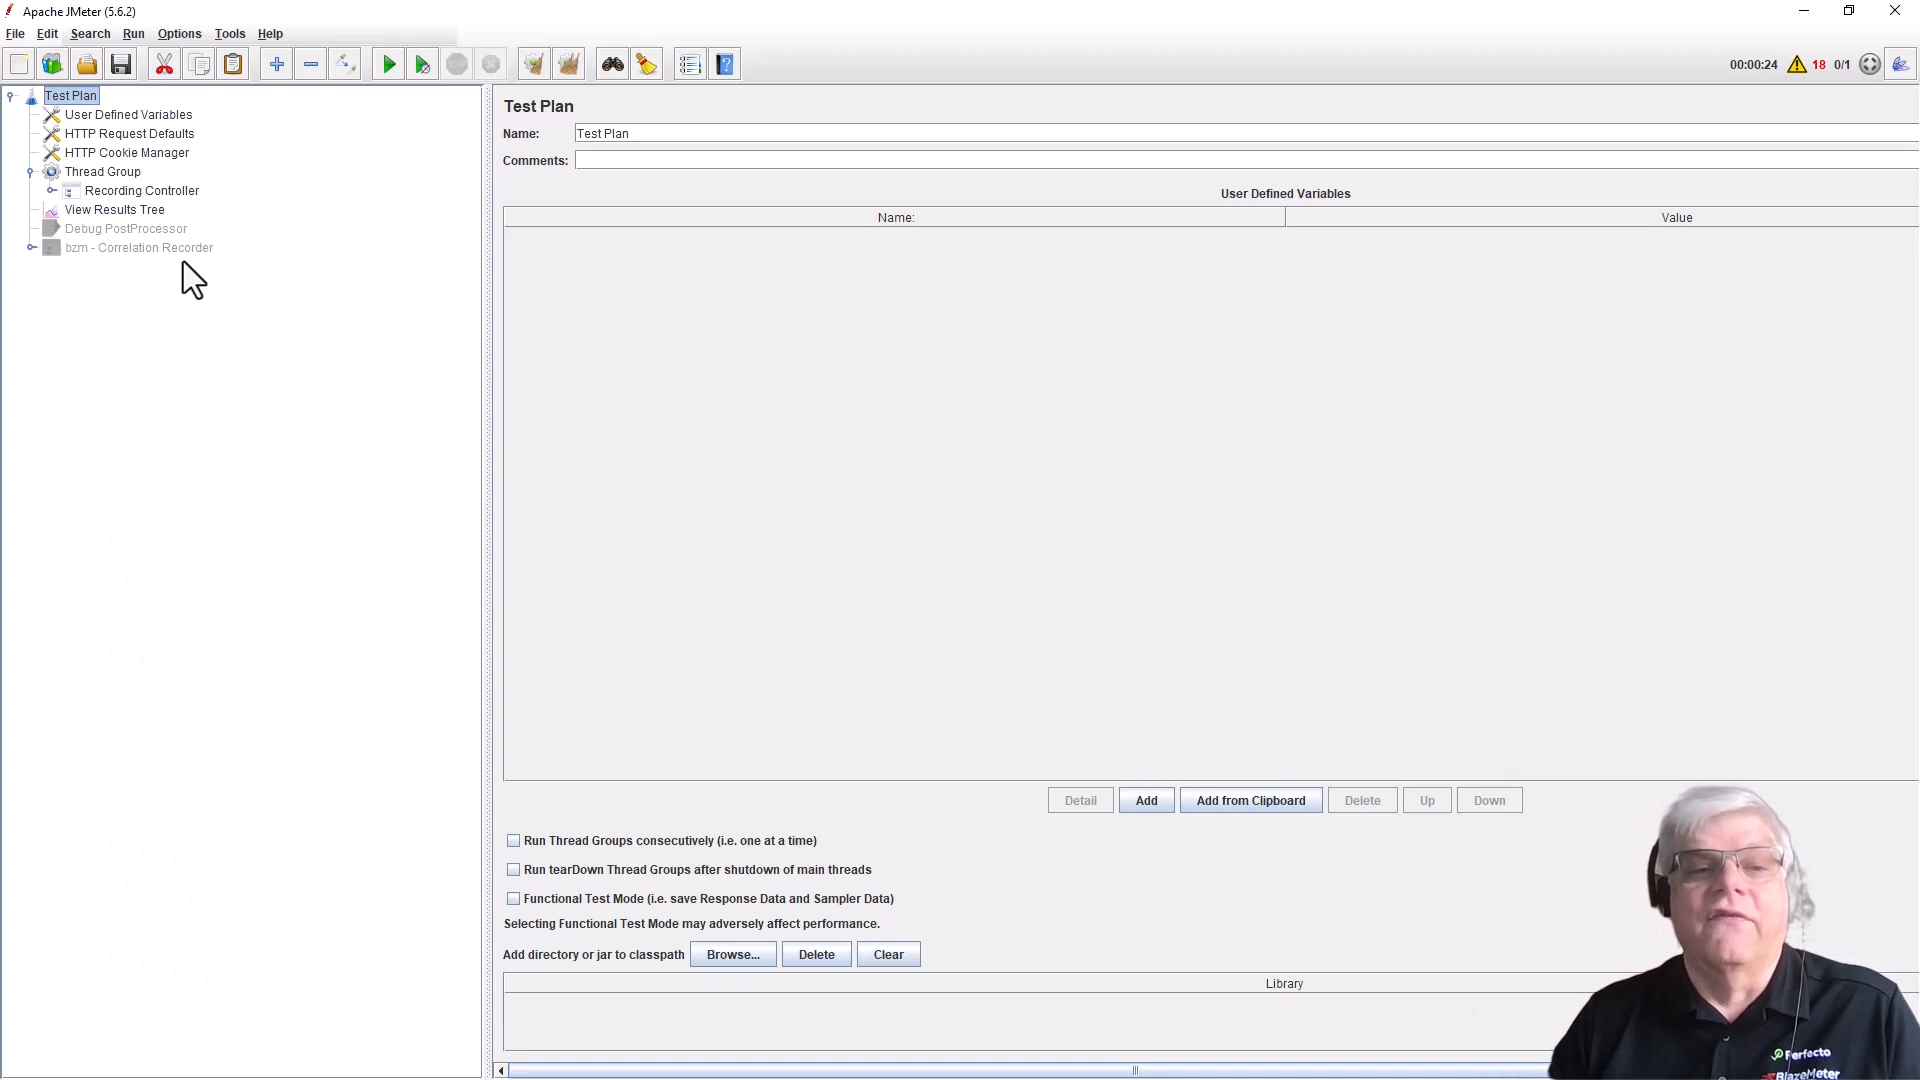 Apache JMeter (5.6.2)
File Edit Search Run Options Tools Help
00:00:24 18 0/1
Test Plan
User Defined Variables
HTTP Request Defaults
HTTP Cookie Manager
Thread Group
Recording Controller
View Results Tree
Debug PostProcessor
bzm - Correlation Recorder
Test Plan
Name: Test Plan
Comments:
User Defined Variables
Name: Value
Detail Add Add from Clipboard Delete Up Down
Run Thread Groups consecutively (i.e. one at a time)
Run tearDown Thread Groups after shutdown of main threads
Functional Test Mode (i.e. save Response Data and Sampler Data)
Selecting Functional Test Mode may adversely affect performance.
Add directory or jar to classpath Browse... Delete Clear
Library
Perfecto
BlazeMeter